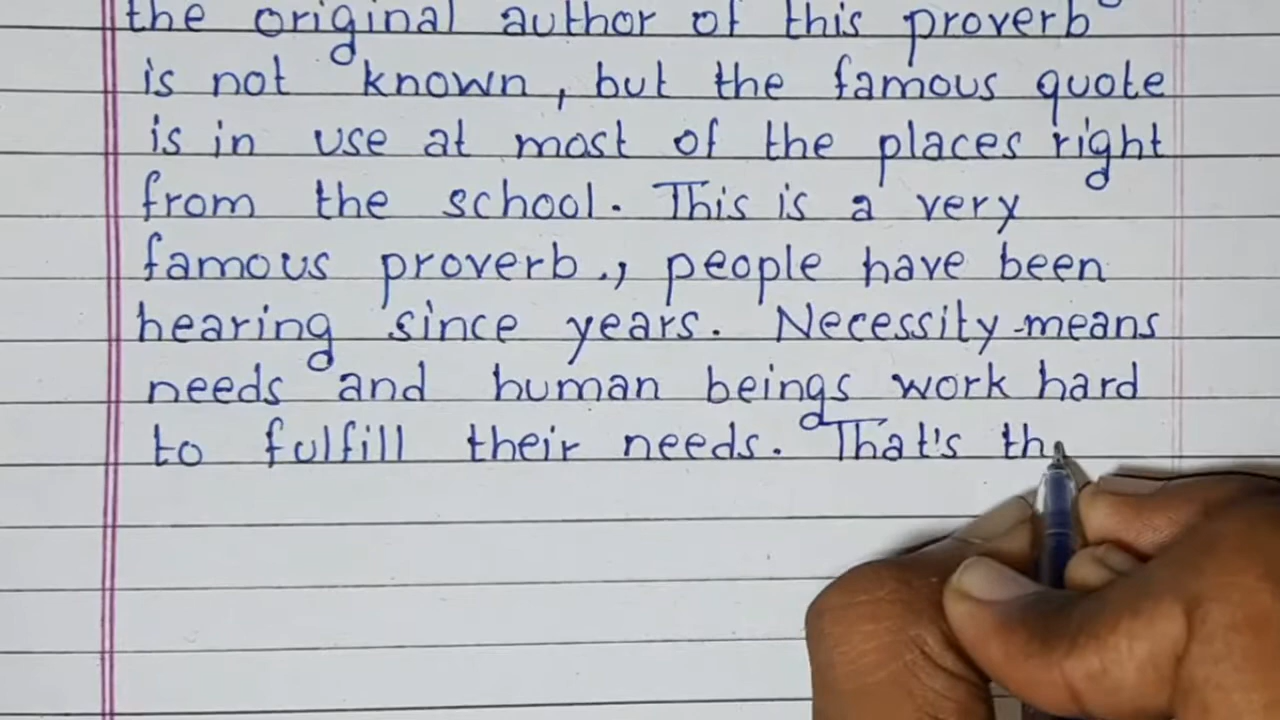 the original author of this proverb
is not known, but the famous quote
is in use at most of the places right
from the school. This is a very
famous proverb., people have been
hearing since years. Necessity means
needs and human beings work hard
to fulfill their needs. That's th